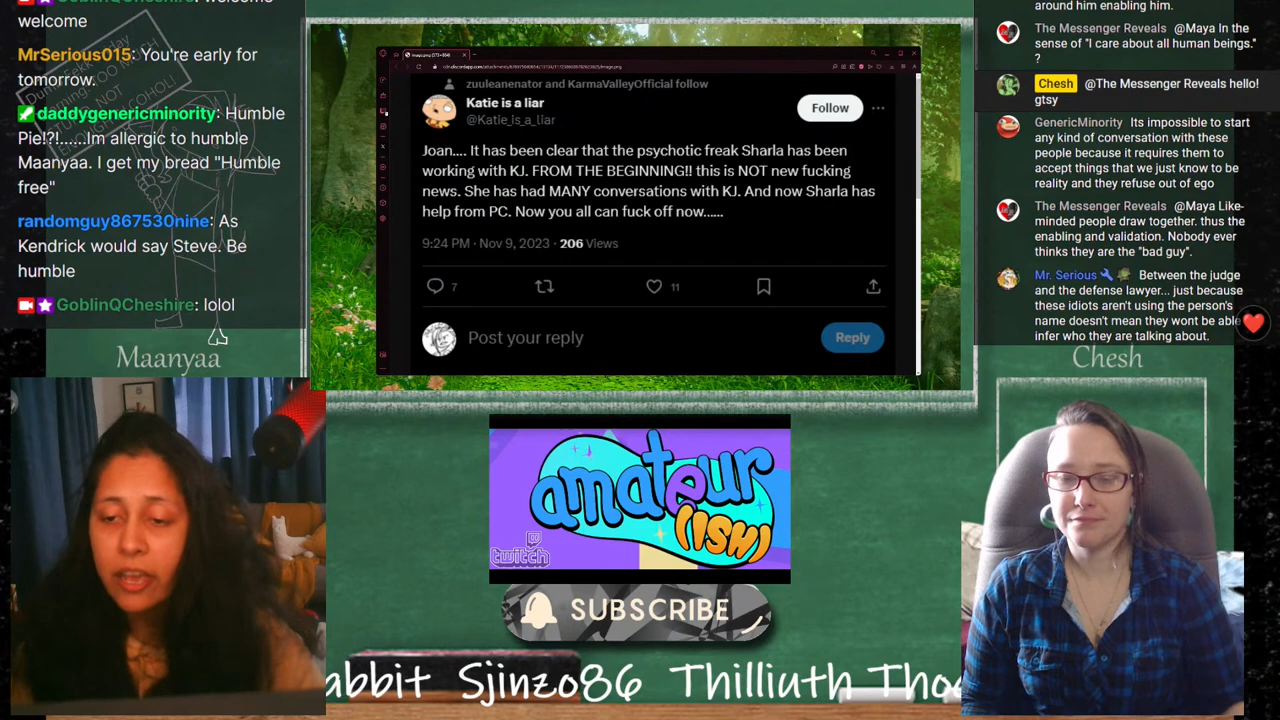 GoblinQCheshire: welcome
welcome
MrSerious015: You're early for
tomorrow.
daddygenericminority: Humble
Pie!?!......Im allergic to humble
Maanyaa. I get my bread "Humble
free"
randomguy867530nine: As
Kendrick would say Steve. Be
humble
GoblinQCheshire: lolol
Maanyaa
zuuleanenator and KarmaValleyOfficial follow
Katie is a liar
@Katie_is_a_liar
Follow
Joan.... It has been clear that the psychotic freak Sharla has been
working with KJ. FROM THE BEGINNING!! this is NOT new fucking
news. She has had MANY conversations with KJ. And now Sharla has
help from PC. Now you all can fuck off now......
9:24 PM · Nov 9, 2023 · 206 Views
7
11
Post your reply
Reply
around him enabling him.
The Messenger Reveals @Maya In the
sense of "I care about all human beings."
?
Chesh @The Messenger Reveals hello!
gtsy
GenericMinority Its impossible to start
any kind of conversation with these
people because it requires them to
accept things that we just know to be
reality and they refuse out of ego
The Messenger Reveals @Maya Like-
minded people draw together. thus the
enabling and validation. Nobody ever
thinks they are the "bad guy".
Mr. Serious Between the judge
and the defense lawyer... just because
these idiots aren't using the person's
name doesn't mean they wont be able
infer who they are talking about.
Chesh
amateur
(ISH)
twitch
SUBSCRIBE
abbit Sjinzo86 Thilliuth Thoo